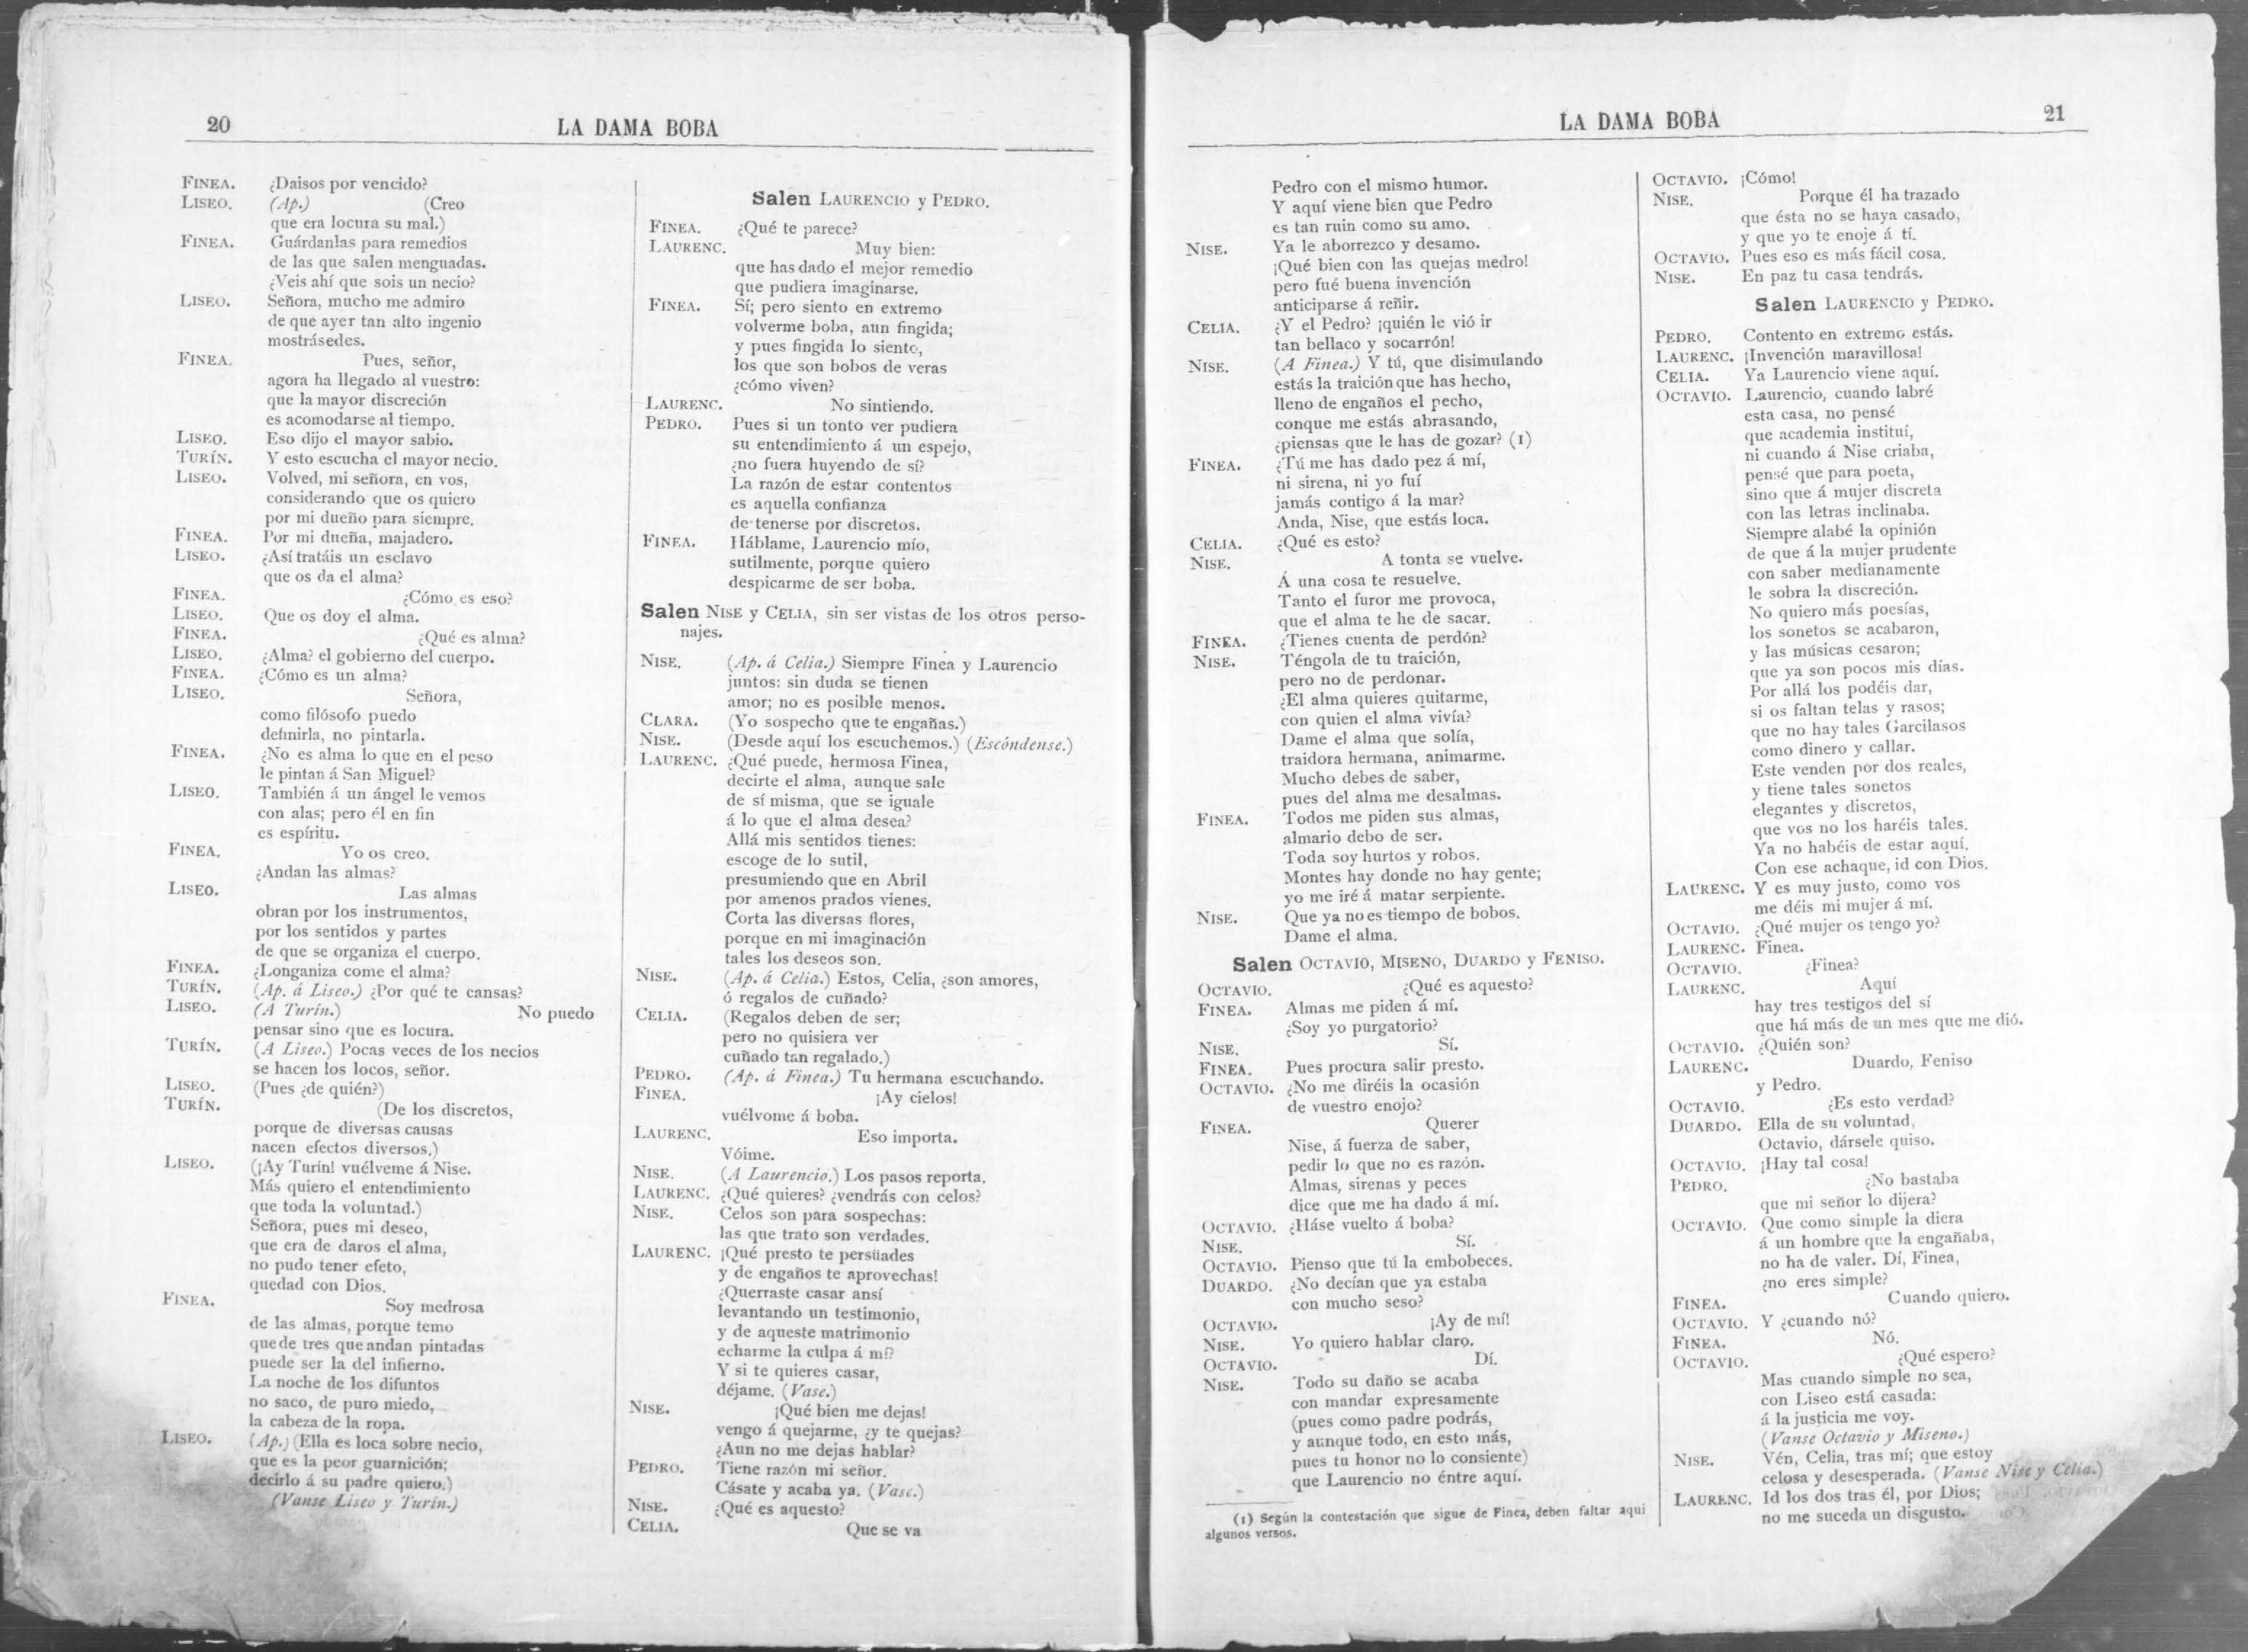 20
LA DAMA BOBA
FINEA. ¿Daisos por vencido?
LISEO. (Ap.) (Creo
que era locura su mal.)
FINEA. Guárdanlas para remedios
de las que salen menguadas.
¿Veis ahí que sois un necio?
LISEO. Señora, mucho me admiro
de que ayer tan alto ingenio
mostrásedes.
FINEA. Pues, señor,
agora ha llegado al vuestro:
que la mayor discreción
es acomodarse al tiempo.
LISEO. Eso dijo el mayor sabio.
TURÍN. Y esto escucha el mayor necio.
LISEO. Volved, mi señora, en vos,
considerando que os quiero
por mi dueño para siempre.
FINEA. Por mi dueña, majadero.
LISEO. ¿Así tratáis un esclavo
que os da el alma?
FINEA. ¿Cómo es eso?
LISEO. Que os doy el alma.
FINEA. ¿Qué es alma?
LISEO. ¿Alma? el gobierno del cuerpo.
FINEA. ¿Cómo es un alma?
LISEO. Señora,
como filósofo puedo
definirla, no pintarla.
FINEA. ¿No es alma lo que en el peso
le pintan á San Miguel?
LISEO. También á un ángel le vemos
con alas; pero él en fin
es espíritu.
FINEA. Yo os creo.
¿Andan las almas?
LISEO. Las almas
obran por los instrumentos,
por los sentidos y partes
de que se organiza el cuerpo.
FINEA. ¿Longaniza come el alma?
TURÍN. (Ap. á Liseo.) ¿Por qué te cansas?
LISEO. (A Turín.) No puedo
pensar sino que es locura.
TURÍN. (A Liseo.) Pocas veces de los necios
se hacen los locos, señor.
LISEO. (Pues ¿de quién?)
TURÍN. (De los discretos,
porque de diversas causas
nacen efectos diversos.)
LISEO. (¡Ay Turín! vuélveme á Nise.
Más quiero el entendimiento
que toda la voluntad.)
Señora, pues mi deseo,
que era de daros el alma,
no pudo tener efeto,
quedad con Dios.
FINEA. Soy medrosa
de las almas, porque temo
que de tres que andan pintadas
puede ser la del infierno.
La noche de los difuntos
no saco, de puro miedo,
la cabeza de la ropa.
LISEO. (Ap.) (Ella es loca sobre necio,
que es la peor guarnición;
decirlo á su padre quiero.)
(Vanse Liseo y Turín.)
Salen LAURENCIO y PEDRO.
FINEA. ¿Qué te parece?
LAURENC. Muy bien:
que has dado el mejor remedio
que pudiera imaginarse.
FINEA. Sí; pero siento en extremo
volverme boba, aun fingida;
y pues fingida lo siento,
los que son bobos de veras
¿cómo viven?
LAURENC. No sintiendo.
PEDRO. Pues si un tonto ver pudiera
su entendimiento á un espejo,
¿no fuera huyendo de sí?
La razón de estar contentos
es aquella confianza
de tenerse por discretos.
FINEA. Háblame, Laurencio mío,
sutilmente, porque quiero
despicarme de ser boba.
Salen NISE y CELIA, sin ser vistas de los otros perso-
najes.
NISE. (Ap. á Celia.) Siempre Finea y Laurencio
juntos: sin duda se tienen
amor; no es posible menos.
CLARA. (Yo sospecho que te engañas.)
NISE. (Desde aquí los escuchemos.) (Escóndense.)
LAURENC. ¿Qué puede, hermosa Finea,
decirte el alma, aunque sale
de sí misma, que se iguale
á lo que el alma desea?
Allá mis sentidos tienes:
escoge de lo sutil,
presumiendo que en Abril
por amenos prados vienes.
Corta las diversas flores,
porque en mi imaginación
tales los deseos son.
NISE. (Ap. á Celia.) Estos, Celia, ¿son amores,
ó regalos de cuñado?
CELIA. (Regalos deben de ser;
pero no quisiera ver
cuñado tan regalado.)
PEDRO. (Ap. á Finea.) Tu hermana escuchando.
FINEA. ¡Ay cielos!
vuélvome á boba.
LAURENC. Eso importa.
Vóime.
NISE. (A Laurencio.) Los pasos reporta.
LAURENC. ¿Qué quieres? ¿vendrás con celos?
NISE. Celos son para sospechas:
las que trato son verdades.
LAURENC. ¡Qué presto te persüades
y de engaños te aprovechas!
¿Querraste casar ansí
levantando un testimonio,
y de aqueste matrimonio
echarme la culpa á mí?
Y si te quieres casar,
déjame. (Vase.)
NISE. ¡Qué bien me dejas!
vengo á quejarme, ¿y te quejas?
¿Aun no me dejas hablar?
PEDRO. Tiene razón mi señor.
Cásate y acaba ya. (Vase.)
NISE. ¿Qué es aquesto?
CELIA. Que se va
LA DAMA BOBA
21
Pedro con el mismo humor.
Y aquí viene bien que Pedro
es tan ruin como su amo.
NISE. Ya le aborrezco y desamo.
¡Qué bien con las quejas medro!
pero fué buena invención
anticiparse á reñir.
CELIA. ¿Y el Pedro? ¡quién le vió ir
tan bellaco y socarrón!
NISE. (A Finea.) Y tú, que disimulando
estás la traición que has hecho,
lleno de engaños el pecho,
conque me estás abrasando,
¿piensas que le has de gozar? (1)
FINEA. ¿Tú me has dado pez á mí,
ni sirena, ni yo fuí
jamás contigo á la mar?
Anda, Nise, que estás loca.
CELIA. ¿Qué es esto?
NISE. A tonta se vuelve.
Á una cosa te resuelve.
Tanto el furor me provoca,
que el alma te he de sacar.
FINEA. ¿Tienes cuenta de perdón?
NISE. Téngola de tu traición,
pero no de perdonar.
¿El alma quieres quitarme,
con quien el alma vivía?
Dame el alma que solía,
traidora hermana, animarme.
Mucho debes de saber,
pues del alma me desalmas.
FINEA. Todos me piden sus almas,
almario debo de ser.
Toda soy hurtos y robos.
Montes hay donde no hay gente;
yo me iré á matar serpiente.
NISE. Que ya no es tiempo de bobos.
Dame el alma.
Salen OCTAVIO, MISENO, DUARDO y FENISO.
OCTAVIO. ¿Qué es aquesto?
FINEA. Almas me piden á mí.
¿Soy yo purgatorio?
NISE. Sí.
FINEA. Pues procura salir presto.
OCTAVIO. ¿No me diréis la ocasión
de vuestro enojo?
FINEA. Querer
Nise, á fuerza de saber,
pedir lo que no es razón.
Almas, sirenas y peces
dice que me ha dado á mí.
OCTAVIO. ¿Háse vuelto á boba?
NISE. Sí.
OCTAVIO. Pienso que tú la embobeces.
DUARDO. ¿No decían que ya estaba
con mucho seso?
OCTAVIO. ¡Ay de mí!
NISE. Yo quiero hablar claro.
OCTAVIO. Dí.
NISE. Todo su daño se acaba
con mandar expresamente
(pues como padre podrás,
y aunque todo, en esto más,
pues tu honor no lo consiente)
que Laurencio no éntre aquí.
(1) Según la contestación que sigue de Finea, deben faltar aquí
algunos versos.
OCTAVIO. ¡Cómo!
NISE. Porque él ha trazado
que ésta no se haya casado,
y que yo te enoje á tí.
OCTAVIO. Pues eso es más fácil cosa.
NISE. En paz tu casa tendrás.
Salen LAURENCIO y PEDRO.
PEDRO. Contento en extremo estás.
LAURENC. ¡Invención maravillosa!
CELIA. Ya Laurencio viene aquí.
OCTAVIO. Laurencio, cuando labré
esta casa, no pensé
que academia instituí,
ni cuando á Nise criaba,
pensé que para poeta,
sino que á mujer discreta
con las letras inclinaba.
Siempre alabé la opinión
de que á la mujer prudente
con saber medianamente
le sobra la discreción.
No quiero más poesías,
los sonetos se acabaron,
y las músicas cesaron;
que ya son pocos mis días.
Por allá los podéis dar,
si os faltan telas y rasos;
que no hay tales Garcilasos
como dinero y callar.
Este venden por dos reales,
y tiene tales sonetos
elegantes y discretos,
que vos no los haréis tales.
Ya no habéis de estar aquí.
Con ese achaque, id con Dios.
LAURENC. Y es muy justo, como vos
me déis mi mujer á mí.
OCTAVIO. ¿Qué mujer os tengo yo?
LAURENC. Finea.
OCTAVIO. ¿Finea?
LAURENC. Aquí
hay tres testigos del sí
que há más de un mes que me dió.
OCTAVIO. ¿Quién son?
LAURENC. Duardo, Feniso
y Pedro.
OCTAVIO. ¿Es esto verdad?
DUARDO. Ella de su voluntad,
Octavio, dársele quiso.
OCTAVIO. ¡Hay tal cosa!
PEDRO. ¿No bastaba
que mi señor lo dijera?
OCTAVIO. Que como simple la diera
á un hombre que la engañaba,
no ha de valer. Dí, Finea,
¿no eres simple?
FINEA. Cuando quiero.
OCTAVIO. Y ¿cuando nó?
FINEA. Nó.
OCTAVIO. ¿Qué espero?
Mas cuando simple no sea,
con Liseo está casada:
á la justicia me voy.
(Vanse Octavio y Miseno.)
NISE. Vén, Celia, tras mí; que estoy
celosa y desesperada. (Vanse Nise y Celia.)
LAURENC. Id los dos tras él, por Dios;
no me suceda un disgusto.